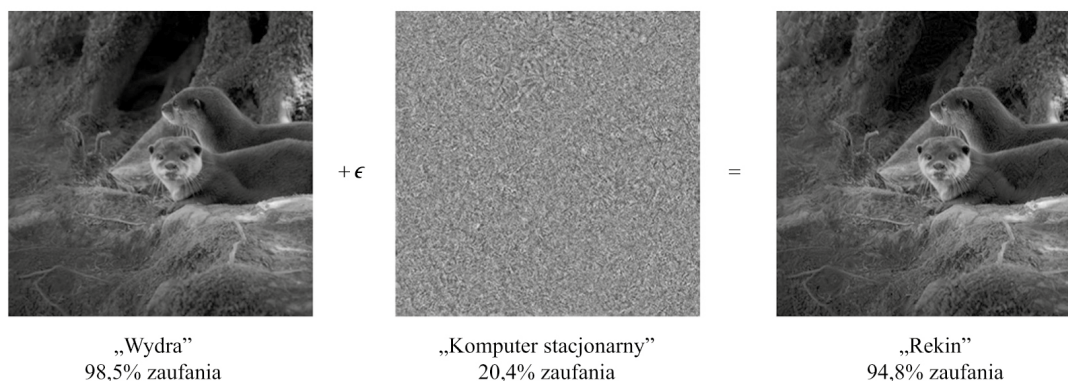 + ϵ
=
„Wydra”
98,5% zaufania
„Komputer stacjonarny”
20,4% zaufania
„Rekin”
94,8% zaufania